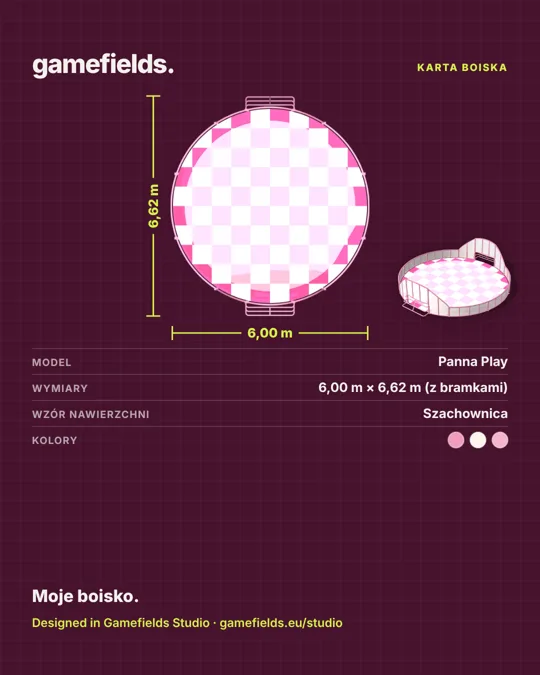 gamefields.
KARTA BOISKA
6,62 m
6,00 m
MODEL Panna Play
WYMIARY 6,00 m × 6,62 m (z bramkami)
WZÓR NAWIERZCHNI Szachownica
KOLORY
Moje boisko.
Designed in Gamefields Studio · gamefields.eu/studio